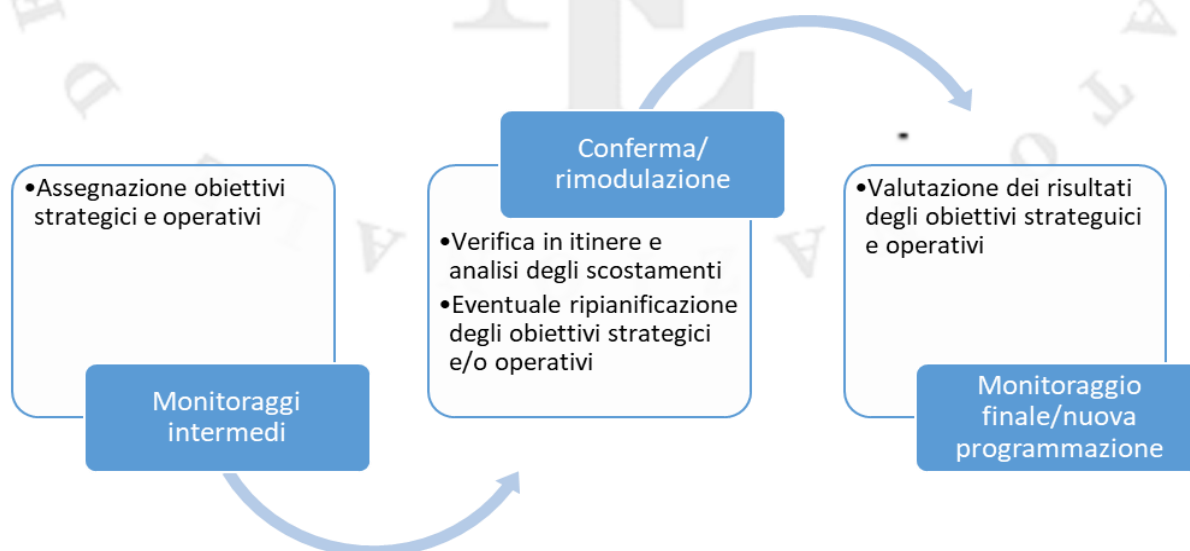 •Assegnazione obiettivi
strategici e operativi
Monitoraggi
intermedi
Conferma/
rimodulazione
•Verifica in itinere e
analisi degli scostamenti
•Eventuale ripianificazione
degli obiettivi strategici
e/o operativi
•Valutazione dei risultati
degli obiettivi strateguici
e operativi
Monitoraggio
finale/nuova
programmazione